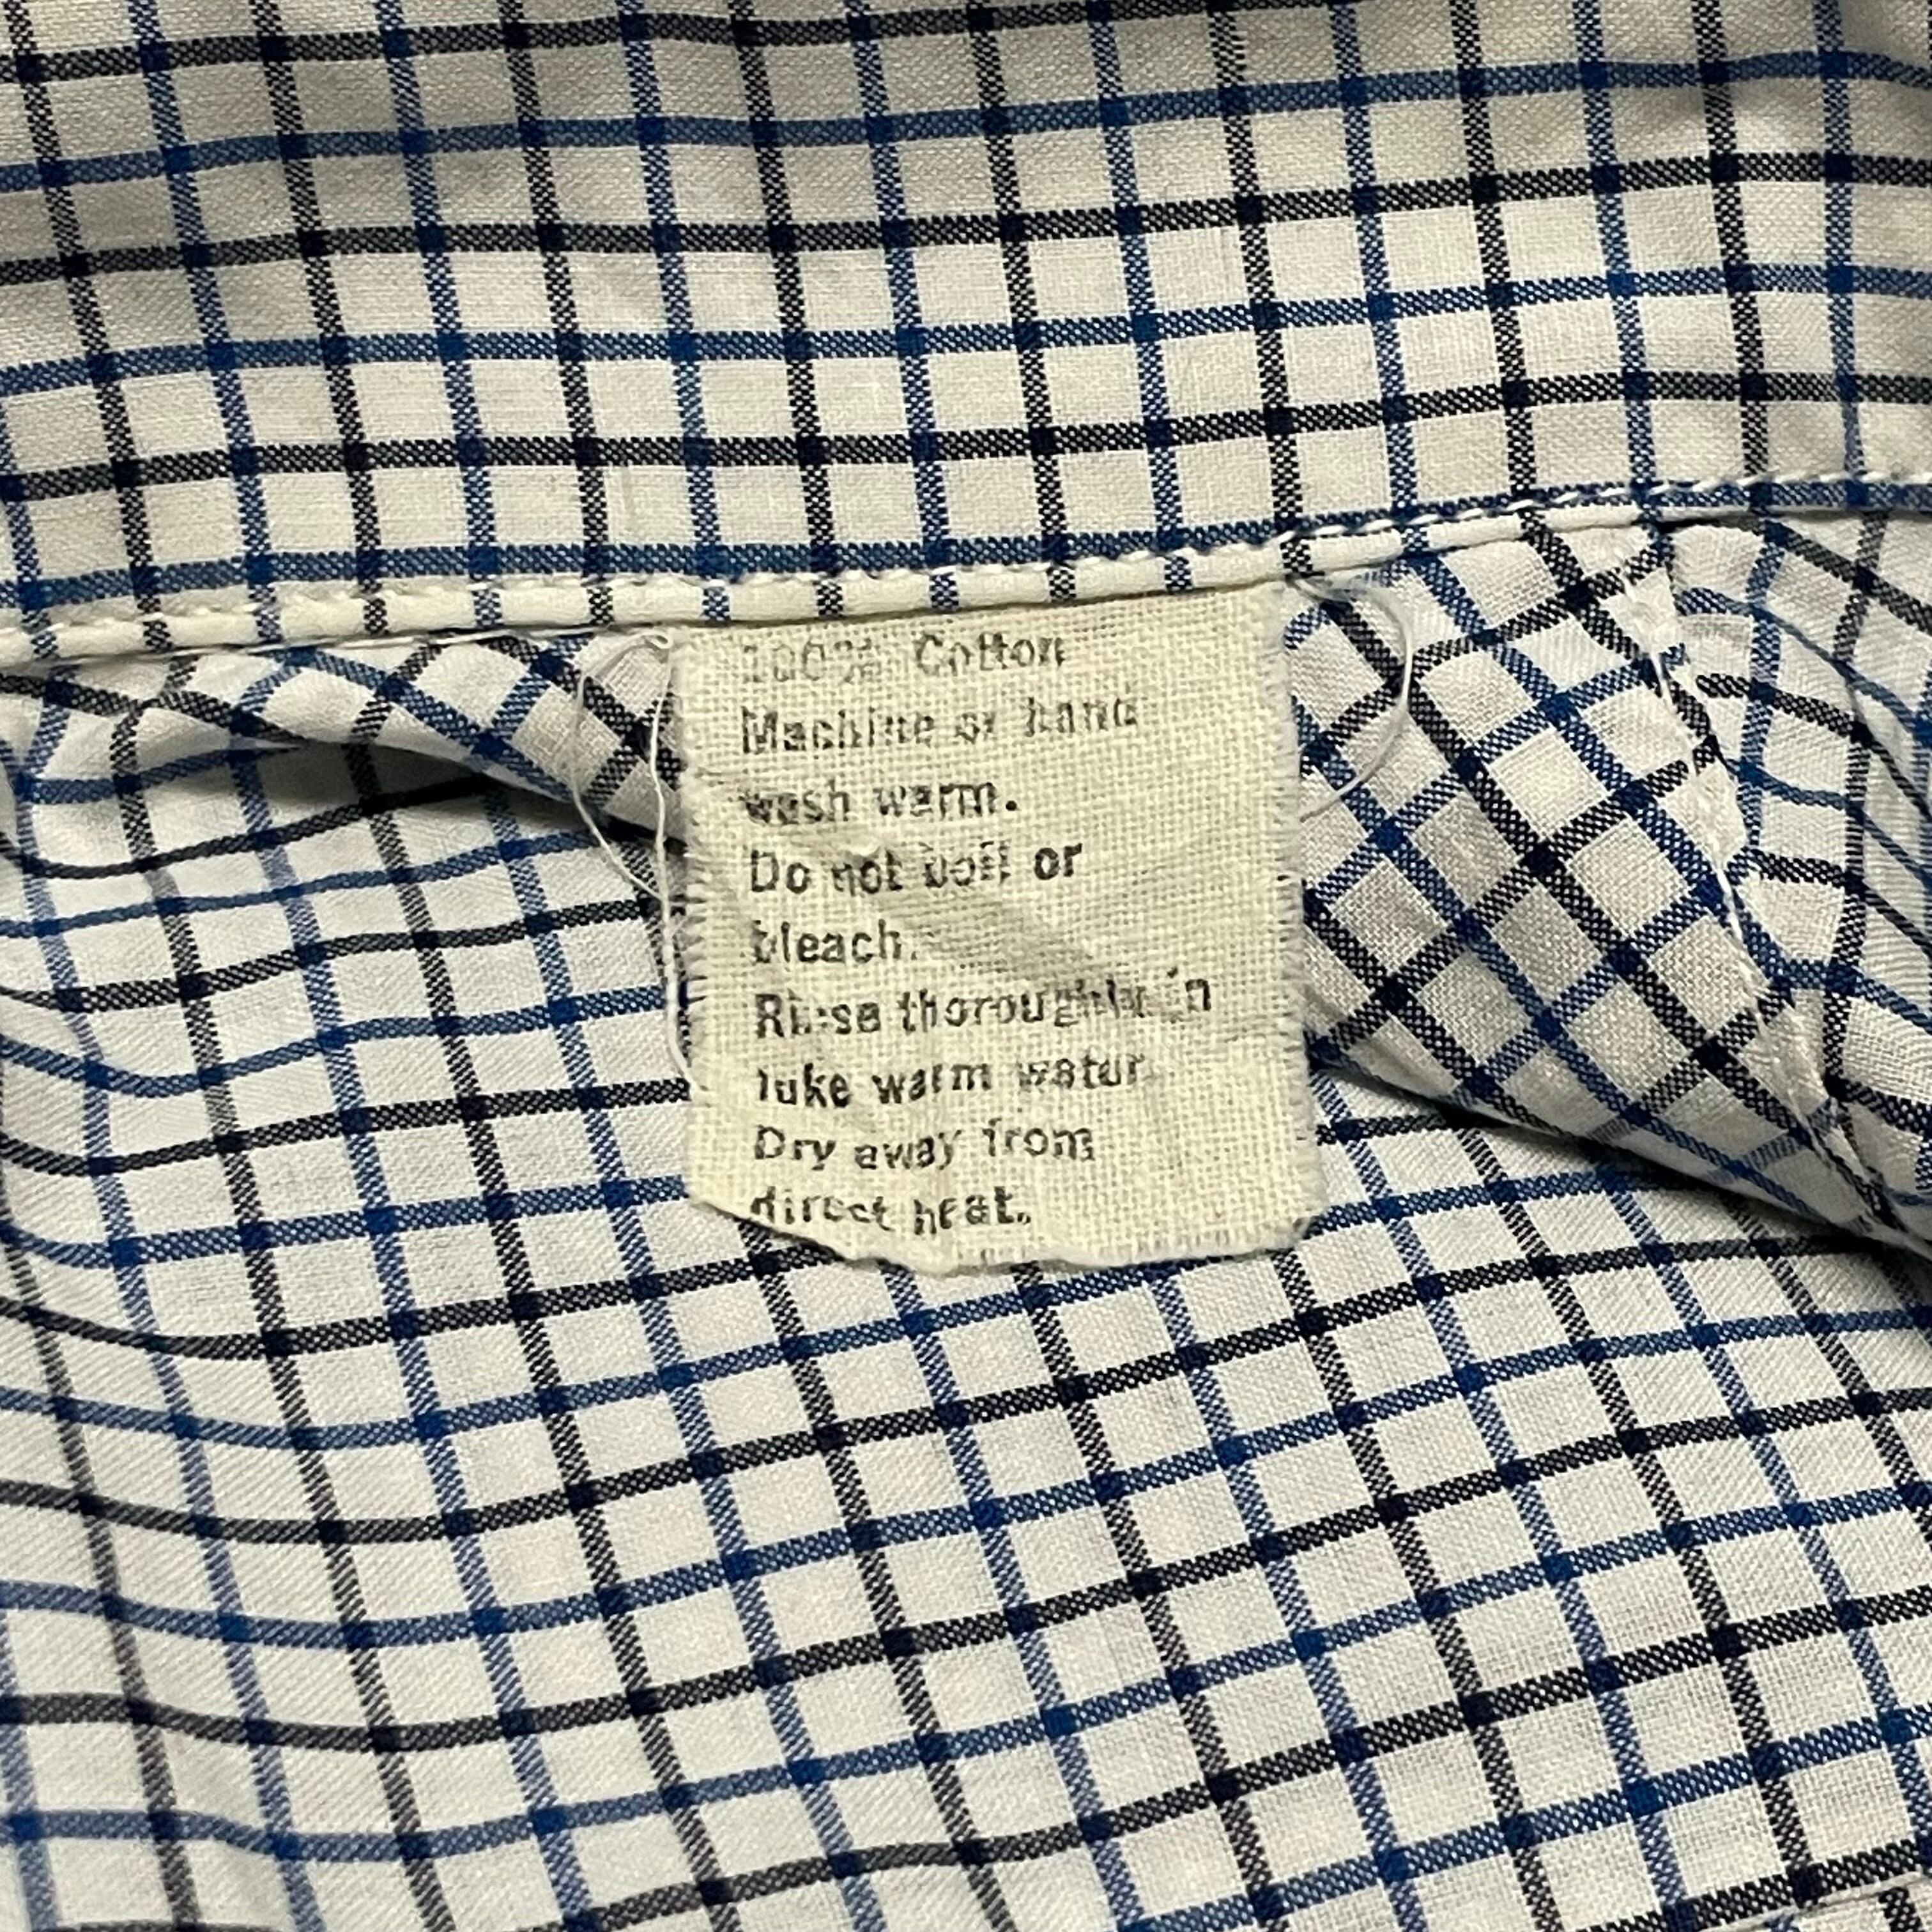 100% Cotton
Machine or hand
wash warm.
Do not boil or
bleach.
Rinse thoroughly in
luke warm water
Dry away from
direct heat.